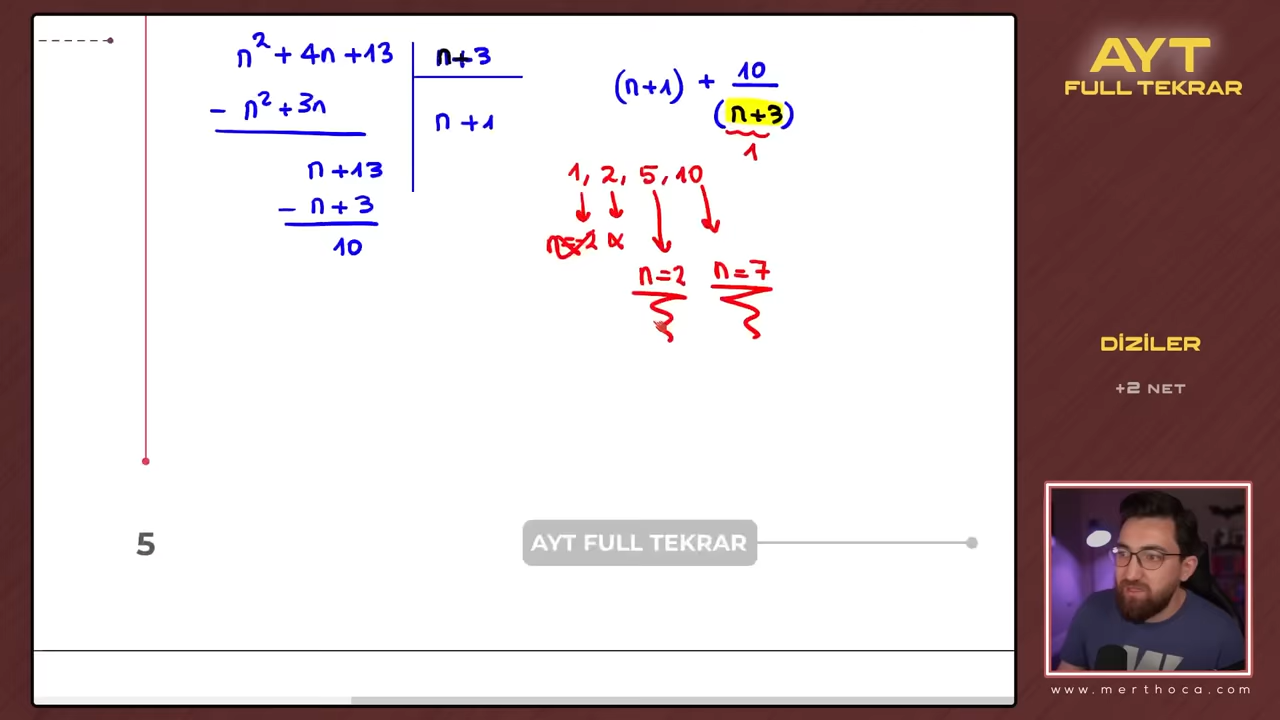 n² + 4n + 13
n + 3
- n² + 3n
n + 1
n + 13
- n + 3
10
(n+1) + 10
(n+3)
1
1, 2, 5, 10
n=-2
n=2
n=7
5
AYT FULL TEKRAR
AYT
FULL TEKRAR
DİZİLER
+2 NET
www.merthoca.com